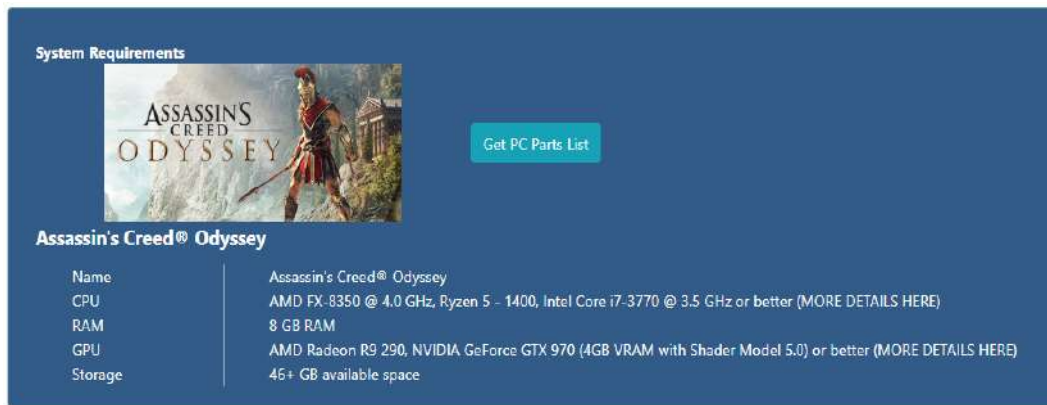 System Requirements
ASSASSIN'S
CREED
ODYSSEY
Get PC Parts List
Assassin's Creed® Odyssey
Name Assassin's Creed® Odyssey
CPU AMD FX-8350 @ 4.0 GHz, Ryzen 5 - 1400, Intel Core i7-3770 @ 3.5 GHz or better (MORE DETAILS HERE)
RAM 8 GB RAM
GPU AMD Radeon R9 290, NVIDIA GeForce GTX 970 (4GB VRAM with Shader Model 5.0) or better (MORE DETAILS HERE)
Storage 46+ GB available space